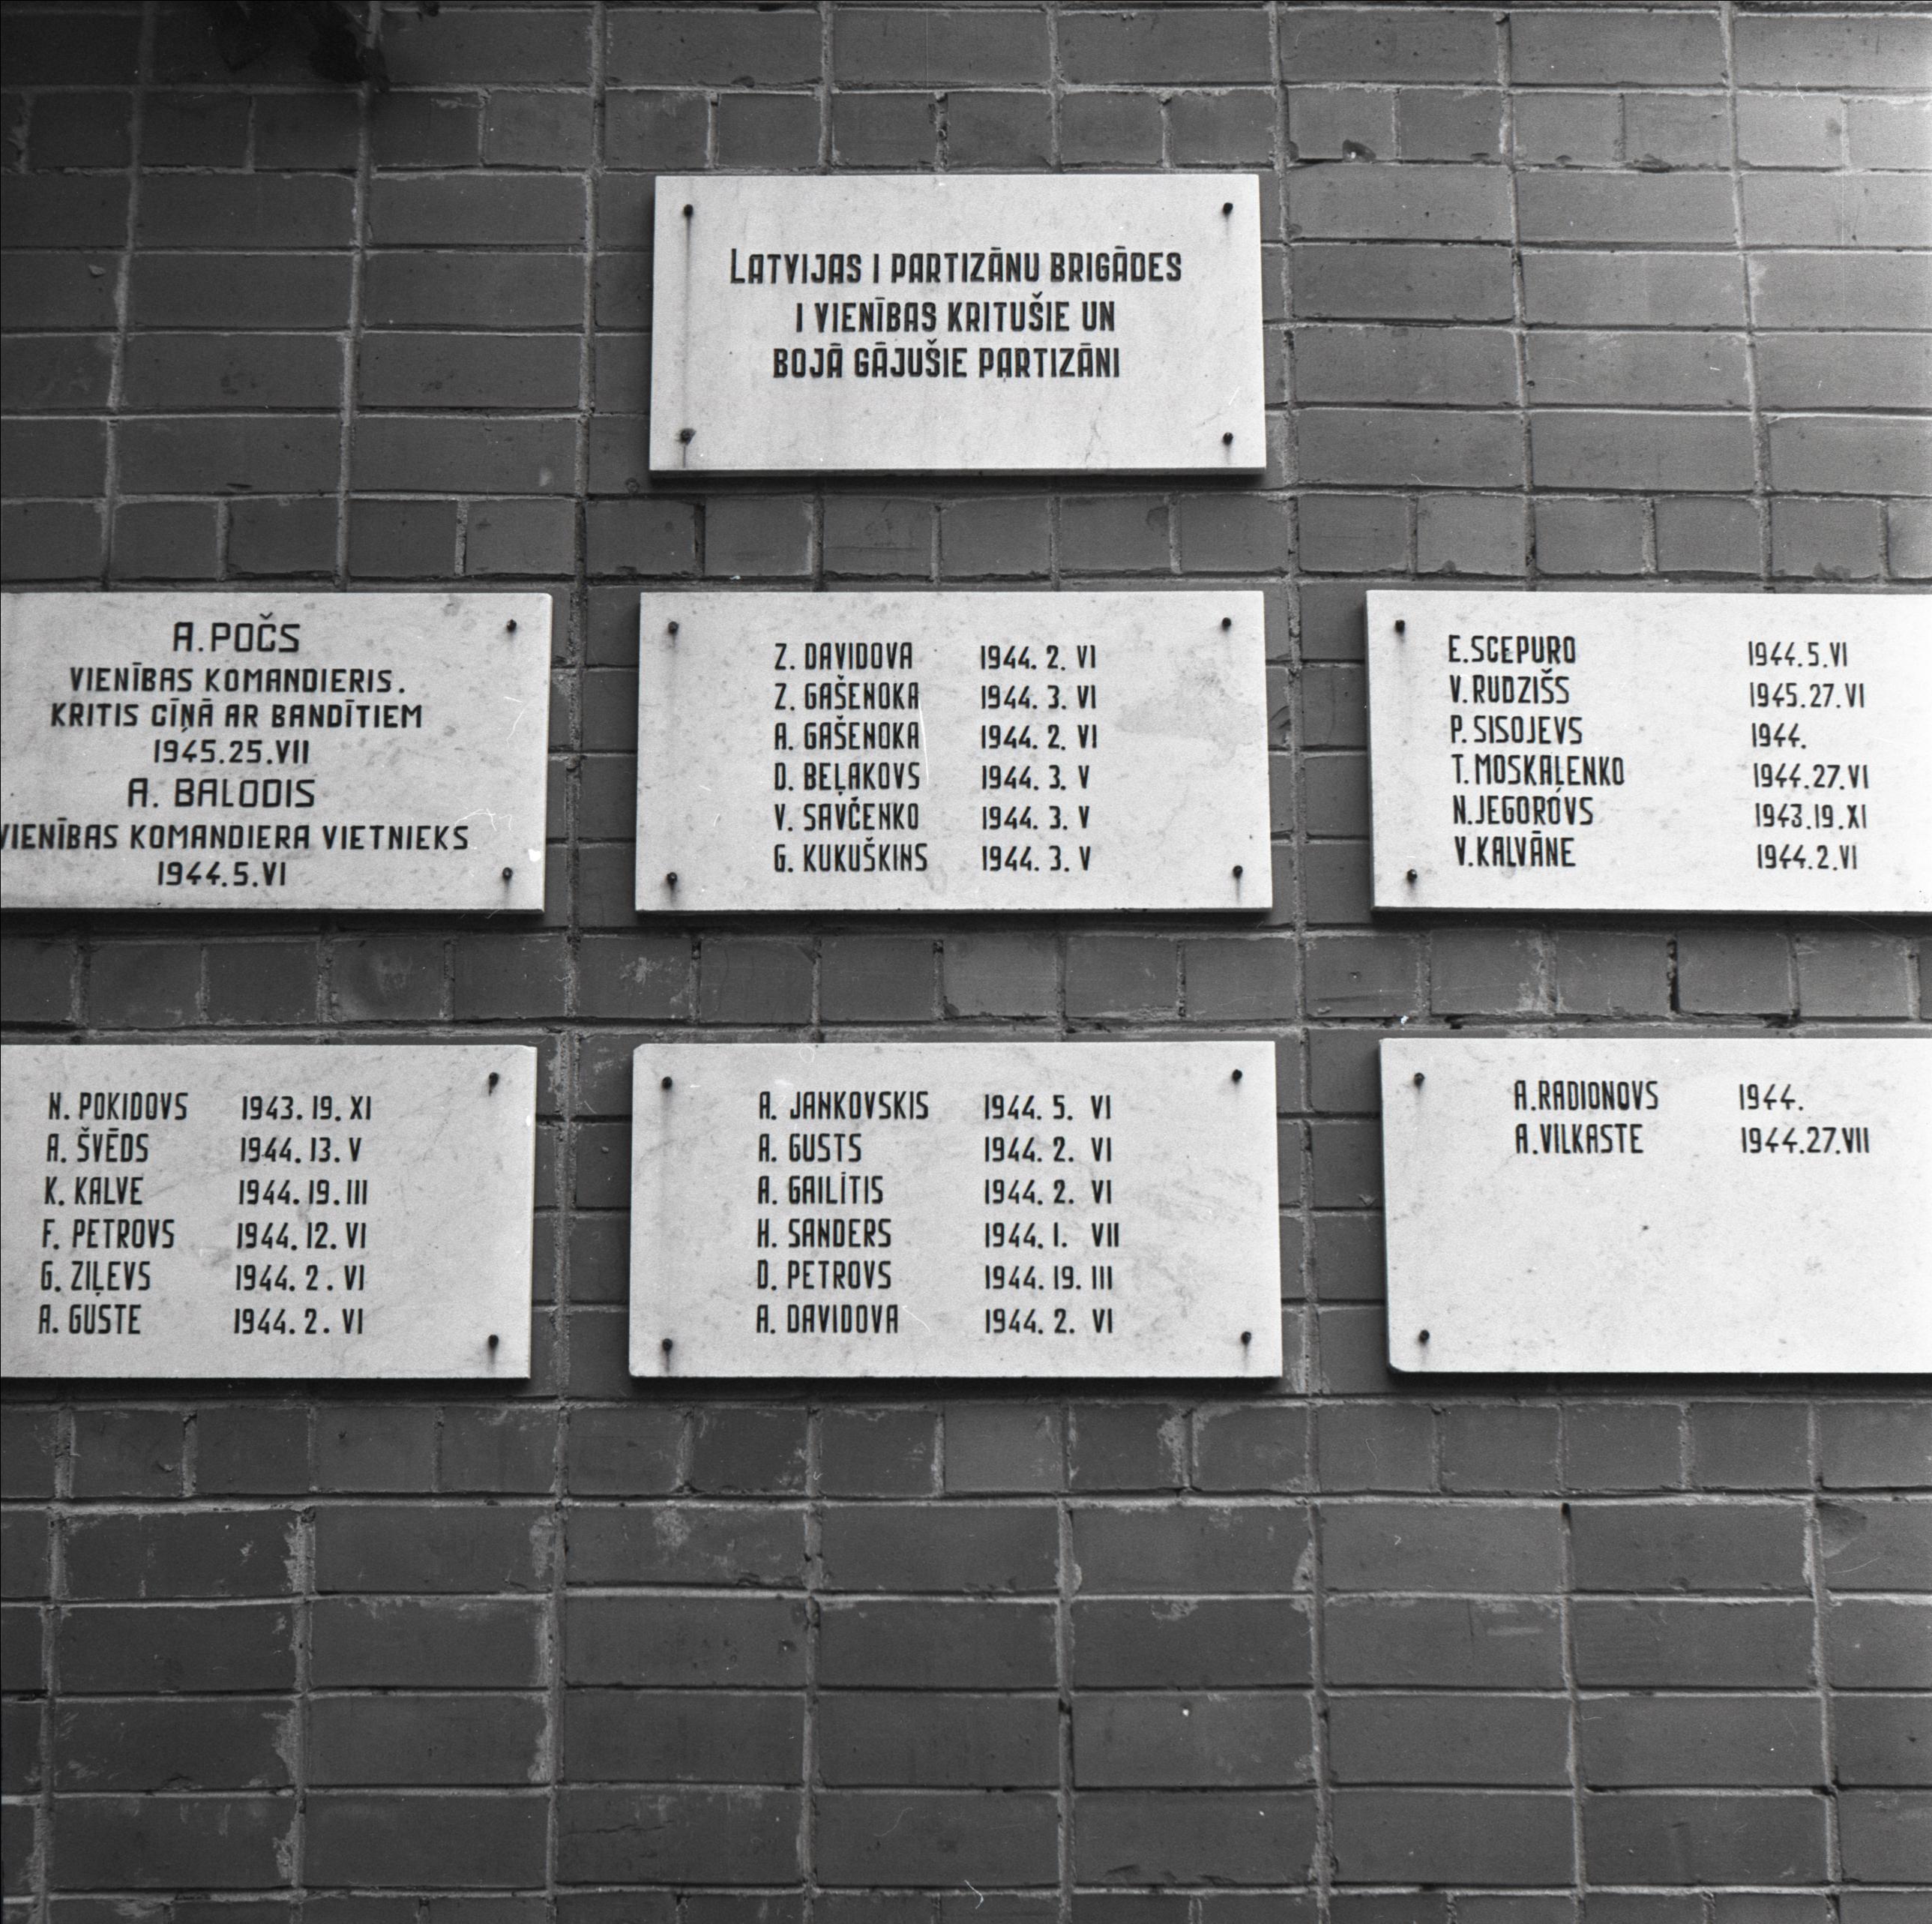 LATVIJAS I PARTIZĀNU BRIGĀDES
I VIENĪBAS KRITUŠIE UN
BOJĀ GĀJUŠIE PARTIZĀNI
A. POČS
VIENĪBAS KOMANDIERIS.
KRITIS CĪŅĀ AR BANDĪTIEM
1945.25.VII
A. BALODIS
VIENĪBAS KOMANDIERA VIETNIEKS
1944.5.VI
Z. DAVIDOVA 1944. 2. VI
Z. GAŠENOKA 1944. 3. VI
A. GAŠENOKA 1944. 2. VI
D. BEĻAKOVS 1944. 3. V
V. SAVČENKO 1944. 3. V
G. KUKUŠKINS 1944. 3. V
E. SCEPURO 1944.5.VI
V. RUDZIŠS 1945.27.VI
P. SISOJEVS 1944.
T. MOSKAĻENKO 1944.27.VI
N. JEGOROVS 1943.19.XI
V. KALVĀNE 1944.2.VI
N. POKIDOVS 1943.19.XI
A. ŠVĒDS 1944.13.V
K. KALVE 1944.19.III
F. PETROVS 1944.12.VI
G. ZIĻEVS 1944.2.VI
A. GUSTE 1944.2.VI
A. JANKOVSKIS 1944. 5. VI
A. GUSTS 1944. 2. VI
A. GAILĪTIS 1944. 2. VI
H. SANDERS 1944. 1. VII
D. PETROVS 1944. 19. III
A. DAVIDOVA 1944. 2. VI
A. RADIONOVS 1944.
A. VILKASTE 1944.27.VII